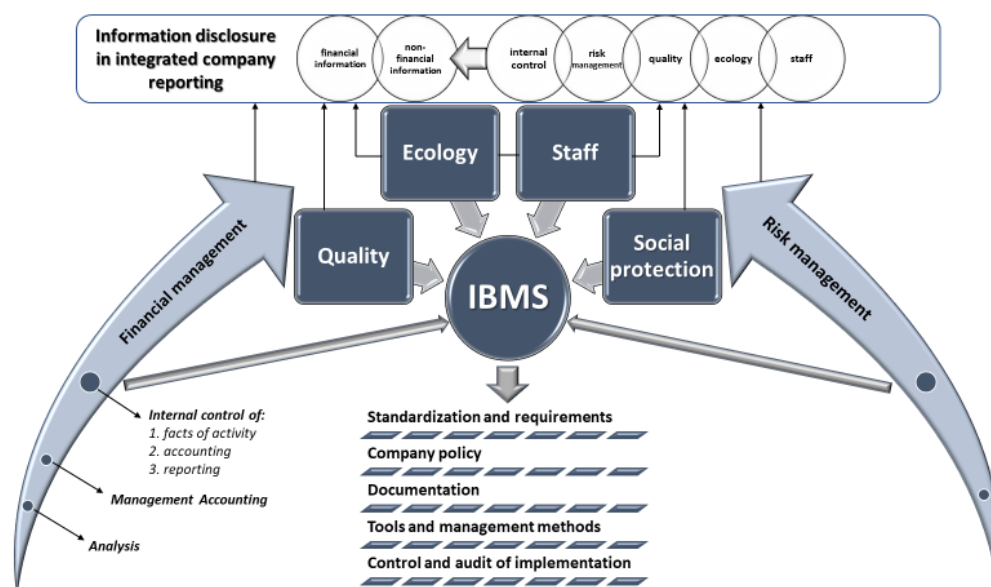 Information disclosure
in integrated company
reporting
financial
information
non-
financial
information
internal
control
risk
management
quality
ecology
staff
Ecology
Staff
Quality
Social
protection
IBMS
Financial management
Risk management
Internal control of:
1. facts of activity
2. accounting
3. reporting
Management Accounting
Analysis
Standardization and requirements
Company policy
Documentation
Tools and management methods
Control and audit of implementation